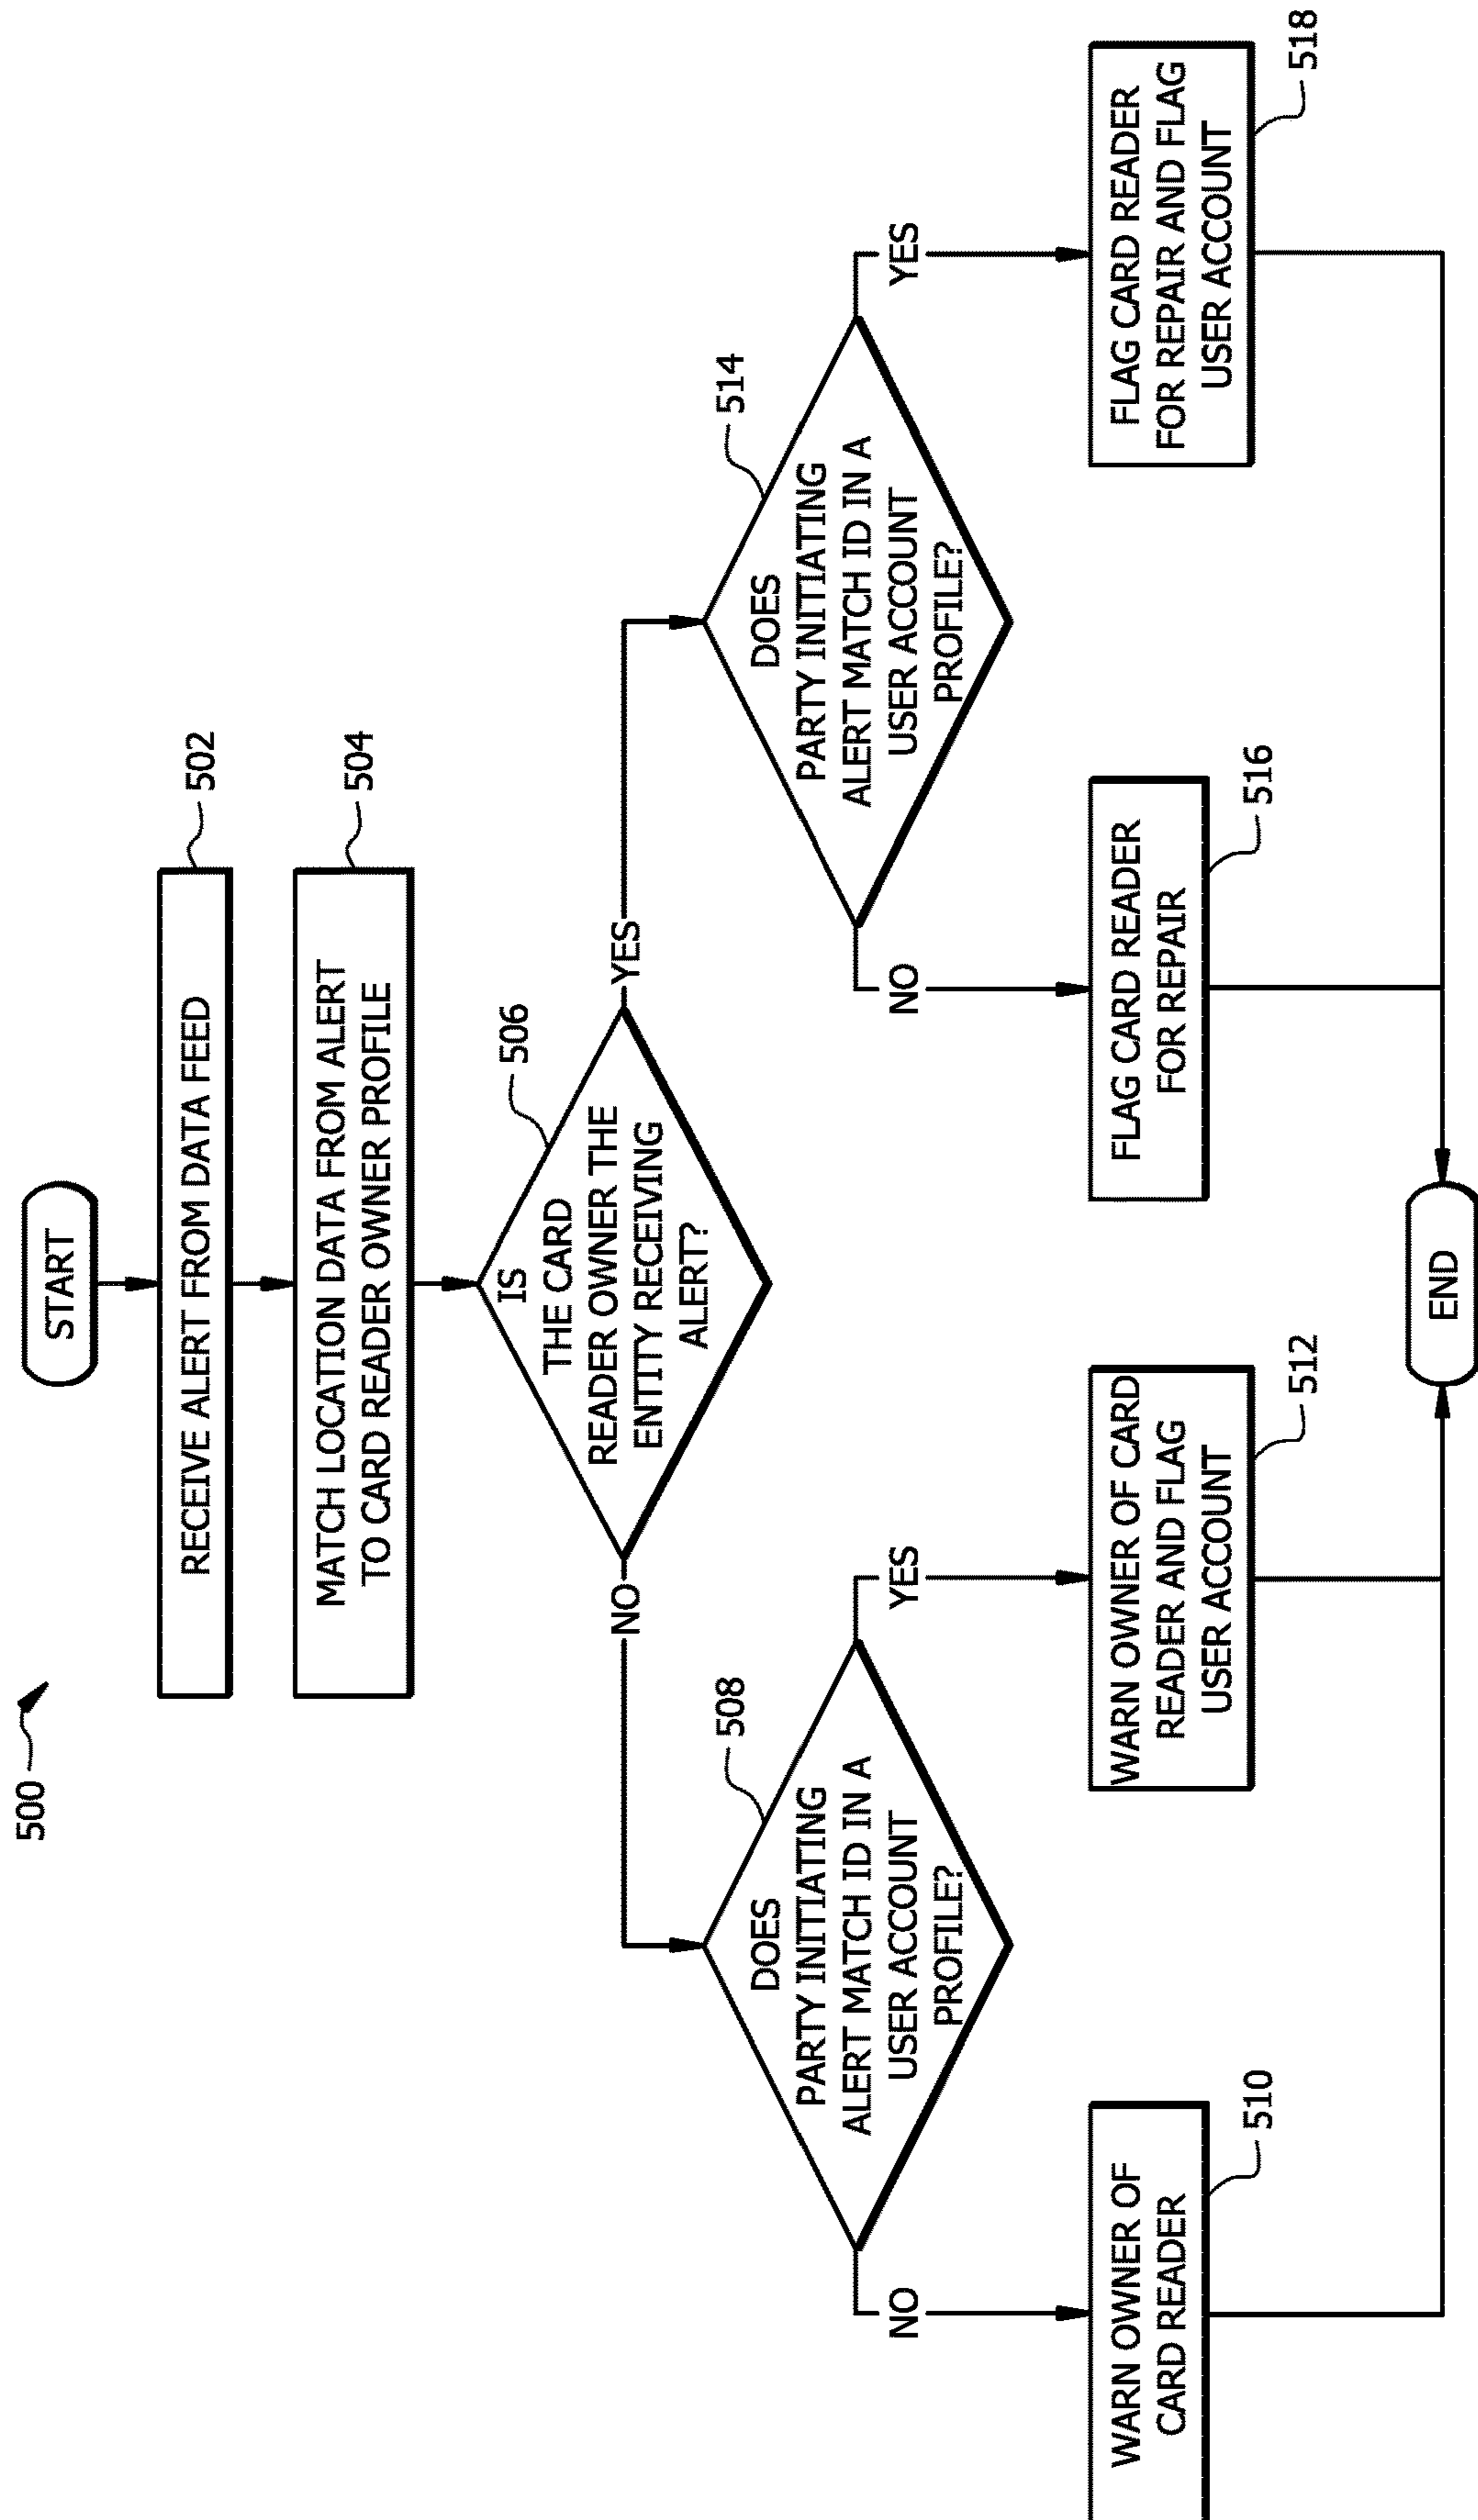 500
START
RECEIVE ALERT FROM DATA FEED
502
MATCH LOCATION DATA FROM ALERT
TO CARD READER OWNER PROFILE
504
IS
THE CARD
READER OWNER THE
ENTITY RECEIVING
ALERT?
506
NO
YES
DOES
PARTY INITIATING
ALERT MATCH ID IN A
USER ACCOUNT
PROFILE?
508
DOES
PARTY INITIATING
ALERT MATCH ID IN A
USER ACCOUNT
PROFILE?
514
NO
YES
NO
YES
WARN OWNER OF
CARD READER
510
WARN OWNER OF CARD
READER AND FLAG
USER ACCOUNT
512
FLAG CARD READER
FOR REPAIR
516
FLAG CARD READER
FOR REPAIR AND FLAG
USER ACCOUNT
518
END